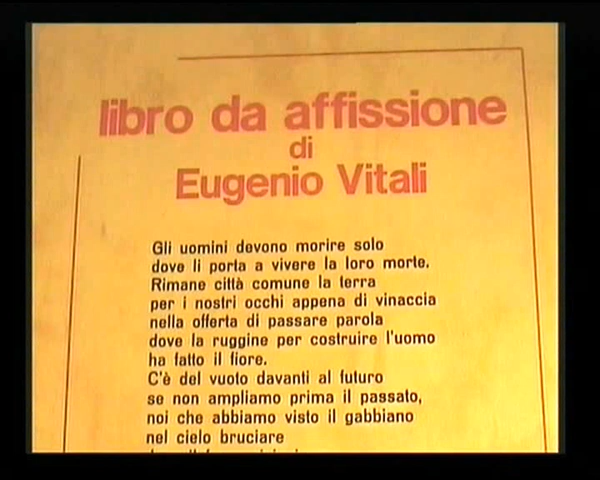 libro da affissione
di
Eugenio Vitali
Gli uomini devono morire solo
dove li porta a vivere la loro morte.
Rimane città comune la terra
per i nostri occhi appena di vinaccia
nella offerta di passare parola
dove la ruggine per costruire l'uomo
ha fatto il fiore.
C'è del vuoto davanti al futuro
se non ampliamo prima il passato,
noi che abbiamo visto il gabbiano
nel cielo bruciare